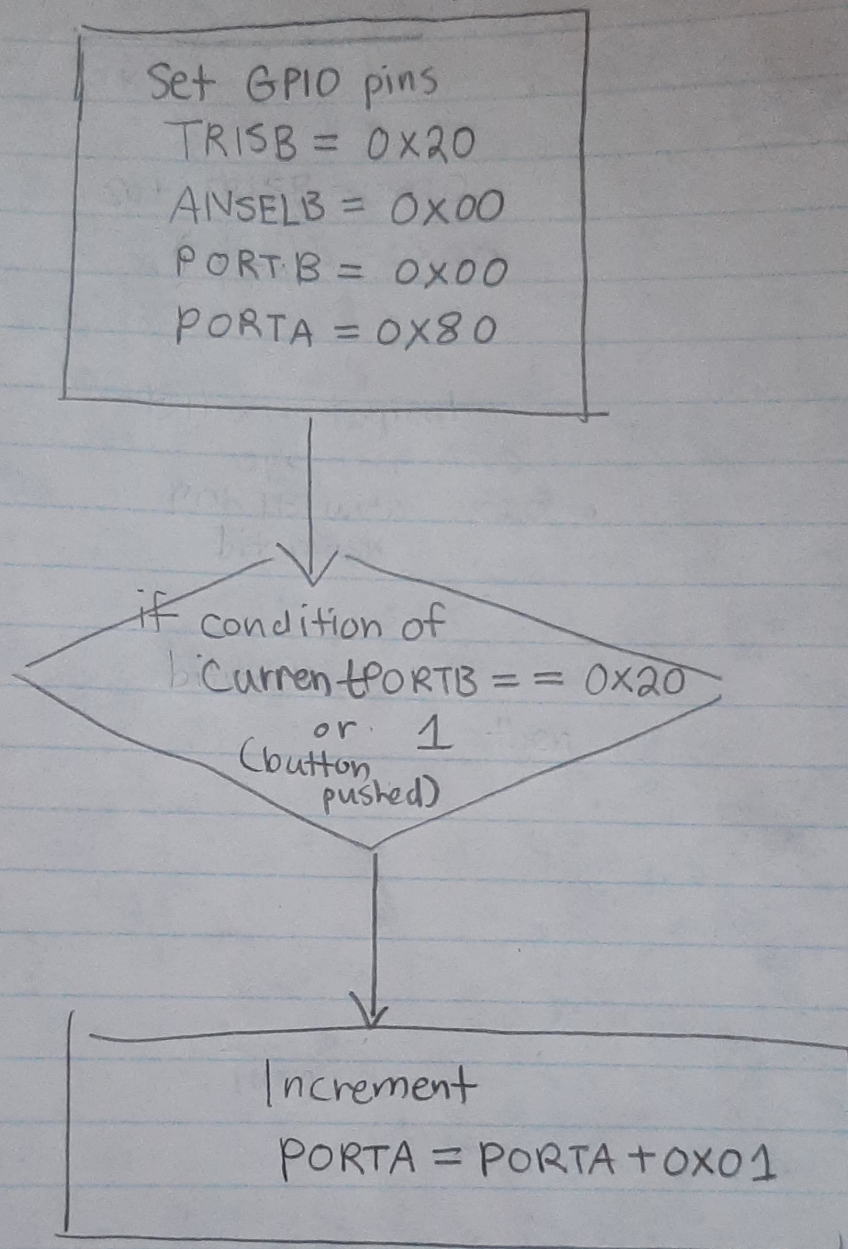 Set GPIO pins
TRISB = 0X20
ANSELB = 0X00
PORTB = 0X00
PORTA = 0X80
if condition of
CurrentPORTB == 0X20
or 1
(button
pushed)
Increment
PORTA = PORTA + 0X01